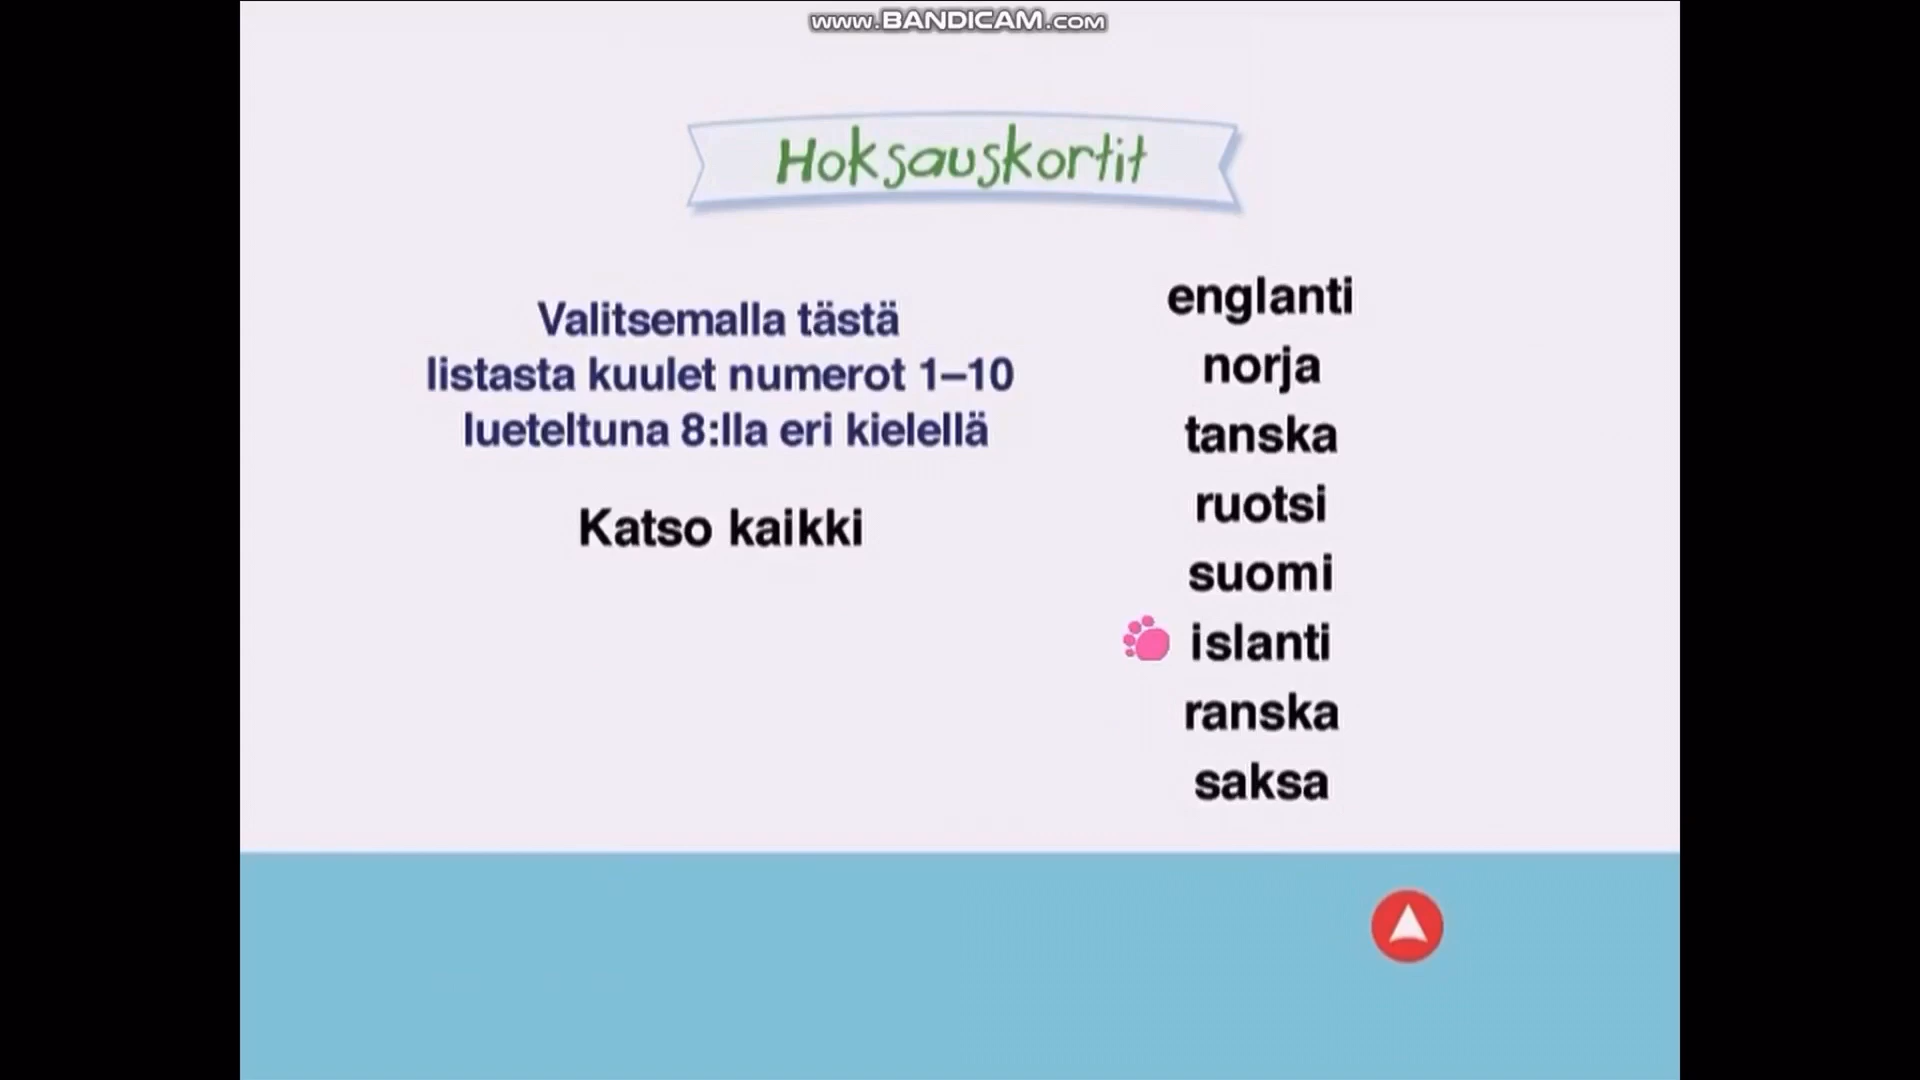 www.BANDICAM.com
Hoksauskortit
Valitsemalla tästä
listasta kuulet numerot 1–10
lueteltuna 8:lla eri kielellä
Katso kaikki
englanti
norja
tanska
ruotsi
suomi
islanti
ranska
saksa